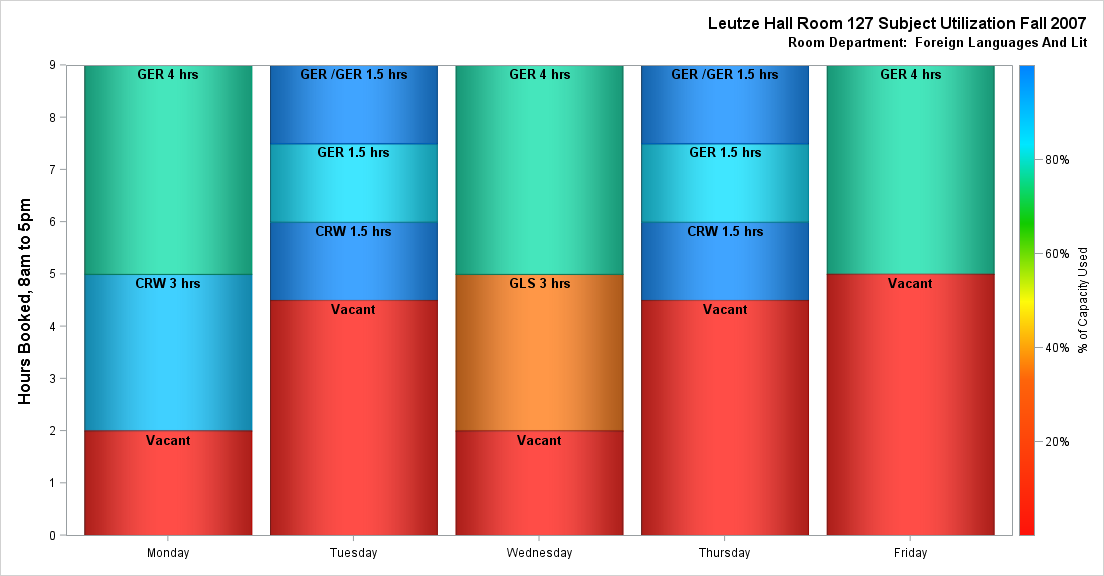 Leutze Hall Room 127 Subject Utilization Fall 2007
Room Department:  Foreign Languages And Lit
Hours Booked, 8am to 5pm
9
8
7
6
5
4
3
2
1
0
GER 4 hrs
CRW 3 hrs
Vacant
GER /GER 1.5 hrs
GER 1.5 hrs
CRW 1.5 hrs
Vacant
GER 4 hrs
GLS 3 hrs
Vacant
GER /GER 1.5 hrs
GER 1.5 hrs
CRW 1.5 hrs
Vacant
GER 4 hrs
Vacant
Monday
Tuesday
Wednesday
Thursday
Friday
80%
60%
40%
20%
% of Capacity Used